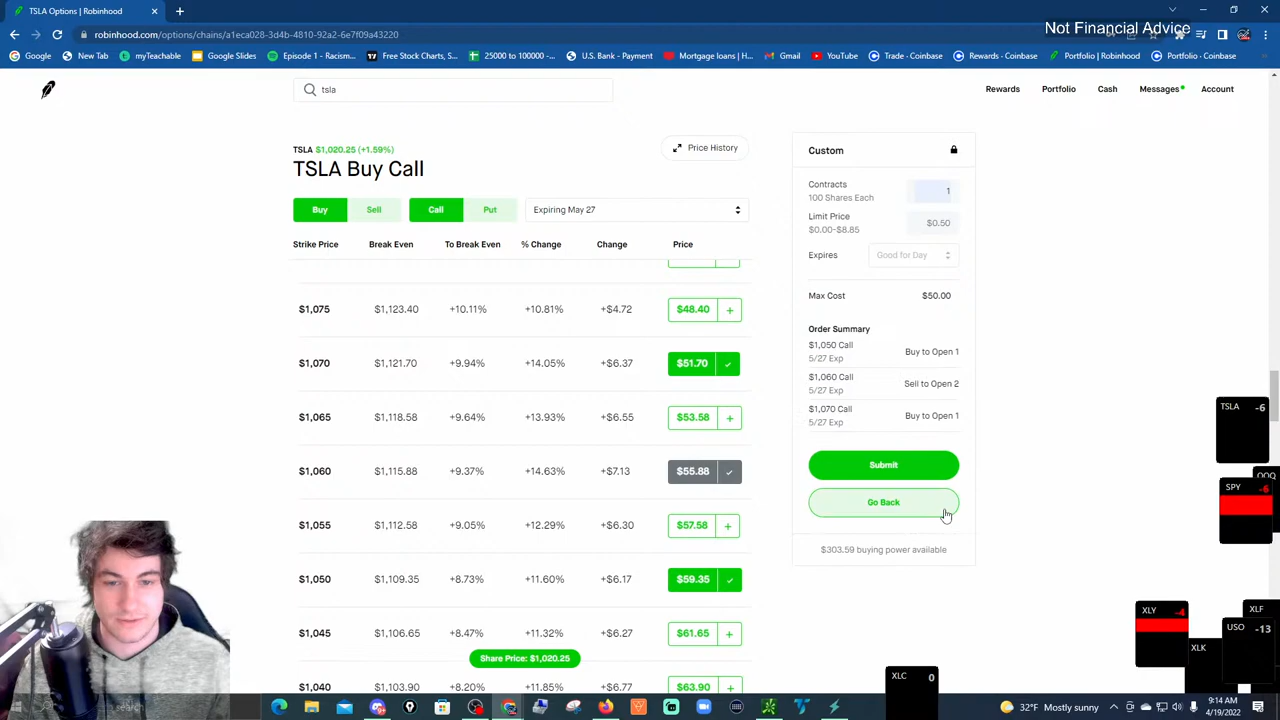 TSLA Options | Robinhood
Not Financial Advice
robinhood.com/options/chains/a1eca028-3d4b-4810-92a2-6e7f09a43220
Google
New Tab
myTeachable
Google Slides
Episode 1 - Racisma
Free Stock Charts, S...
25000 to 100000 -...
U.S. Bank - Payment
Mortgage loans | H...
Gmail
YouTube
Trade - Coinbase
Rewards - Coinbase
Portfolio | Robinhood
Portfolio - Coinbase
tsla
Rewards
Portfolio
Cash
Messages
Account
TSLA $1,020.25 (+1.59%)
TSLA Buy Call
Price History
Buy
Sell
Call
Put
Expiring May 27
Strike Price Break Even To Break Even % Change Change Price
$1,075 $1,123.40 +10.11% +10.81% +$4.72 $48.40 +
$1,070 $1,121.70 +9.94% +14.05% +$6.37 $51.70
$1,065 $1,118.58 +9.64% +13.93% +$6.55 $53.58 +
$1,060 $1,115.88 +9.37% +14.63% +$7.13 $55.88
$1,055 $1,112.58 +9.05% +12.29% +$6.30 $57.58 +
$1,050 $1,109.35 +8.73% +11.60% +$6.17 $59.35
$1,045 $1,106.65 +8.47% +11.32% +$6.27 $61.65 +
Share Price: $1,020.25
$1,040 $1,103.90 +8.20% +11.85% +$6.77 $63.90 +
Custom
Contracts
100 Shares Each
1
Limit Price
$0.00-$8.85
$0.50
Expires
Good for Day
Max Cost $50.00
Order Summary
$1,050 Call
5/27 Exp
Buy to Open 1
$1,060 Call
5/27 Exp
Sell to Open 2
$1,070 Call
5/27 Exp
Buy to Open 1
Submit
Go Back
$303.59 buying power available
TSLA -6
QQQ
SPY -6
XLY -4
XLF
USO -13
XLK
XLC 0
search
32°F Mostly sunny
9:14 AM
4/19/2022